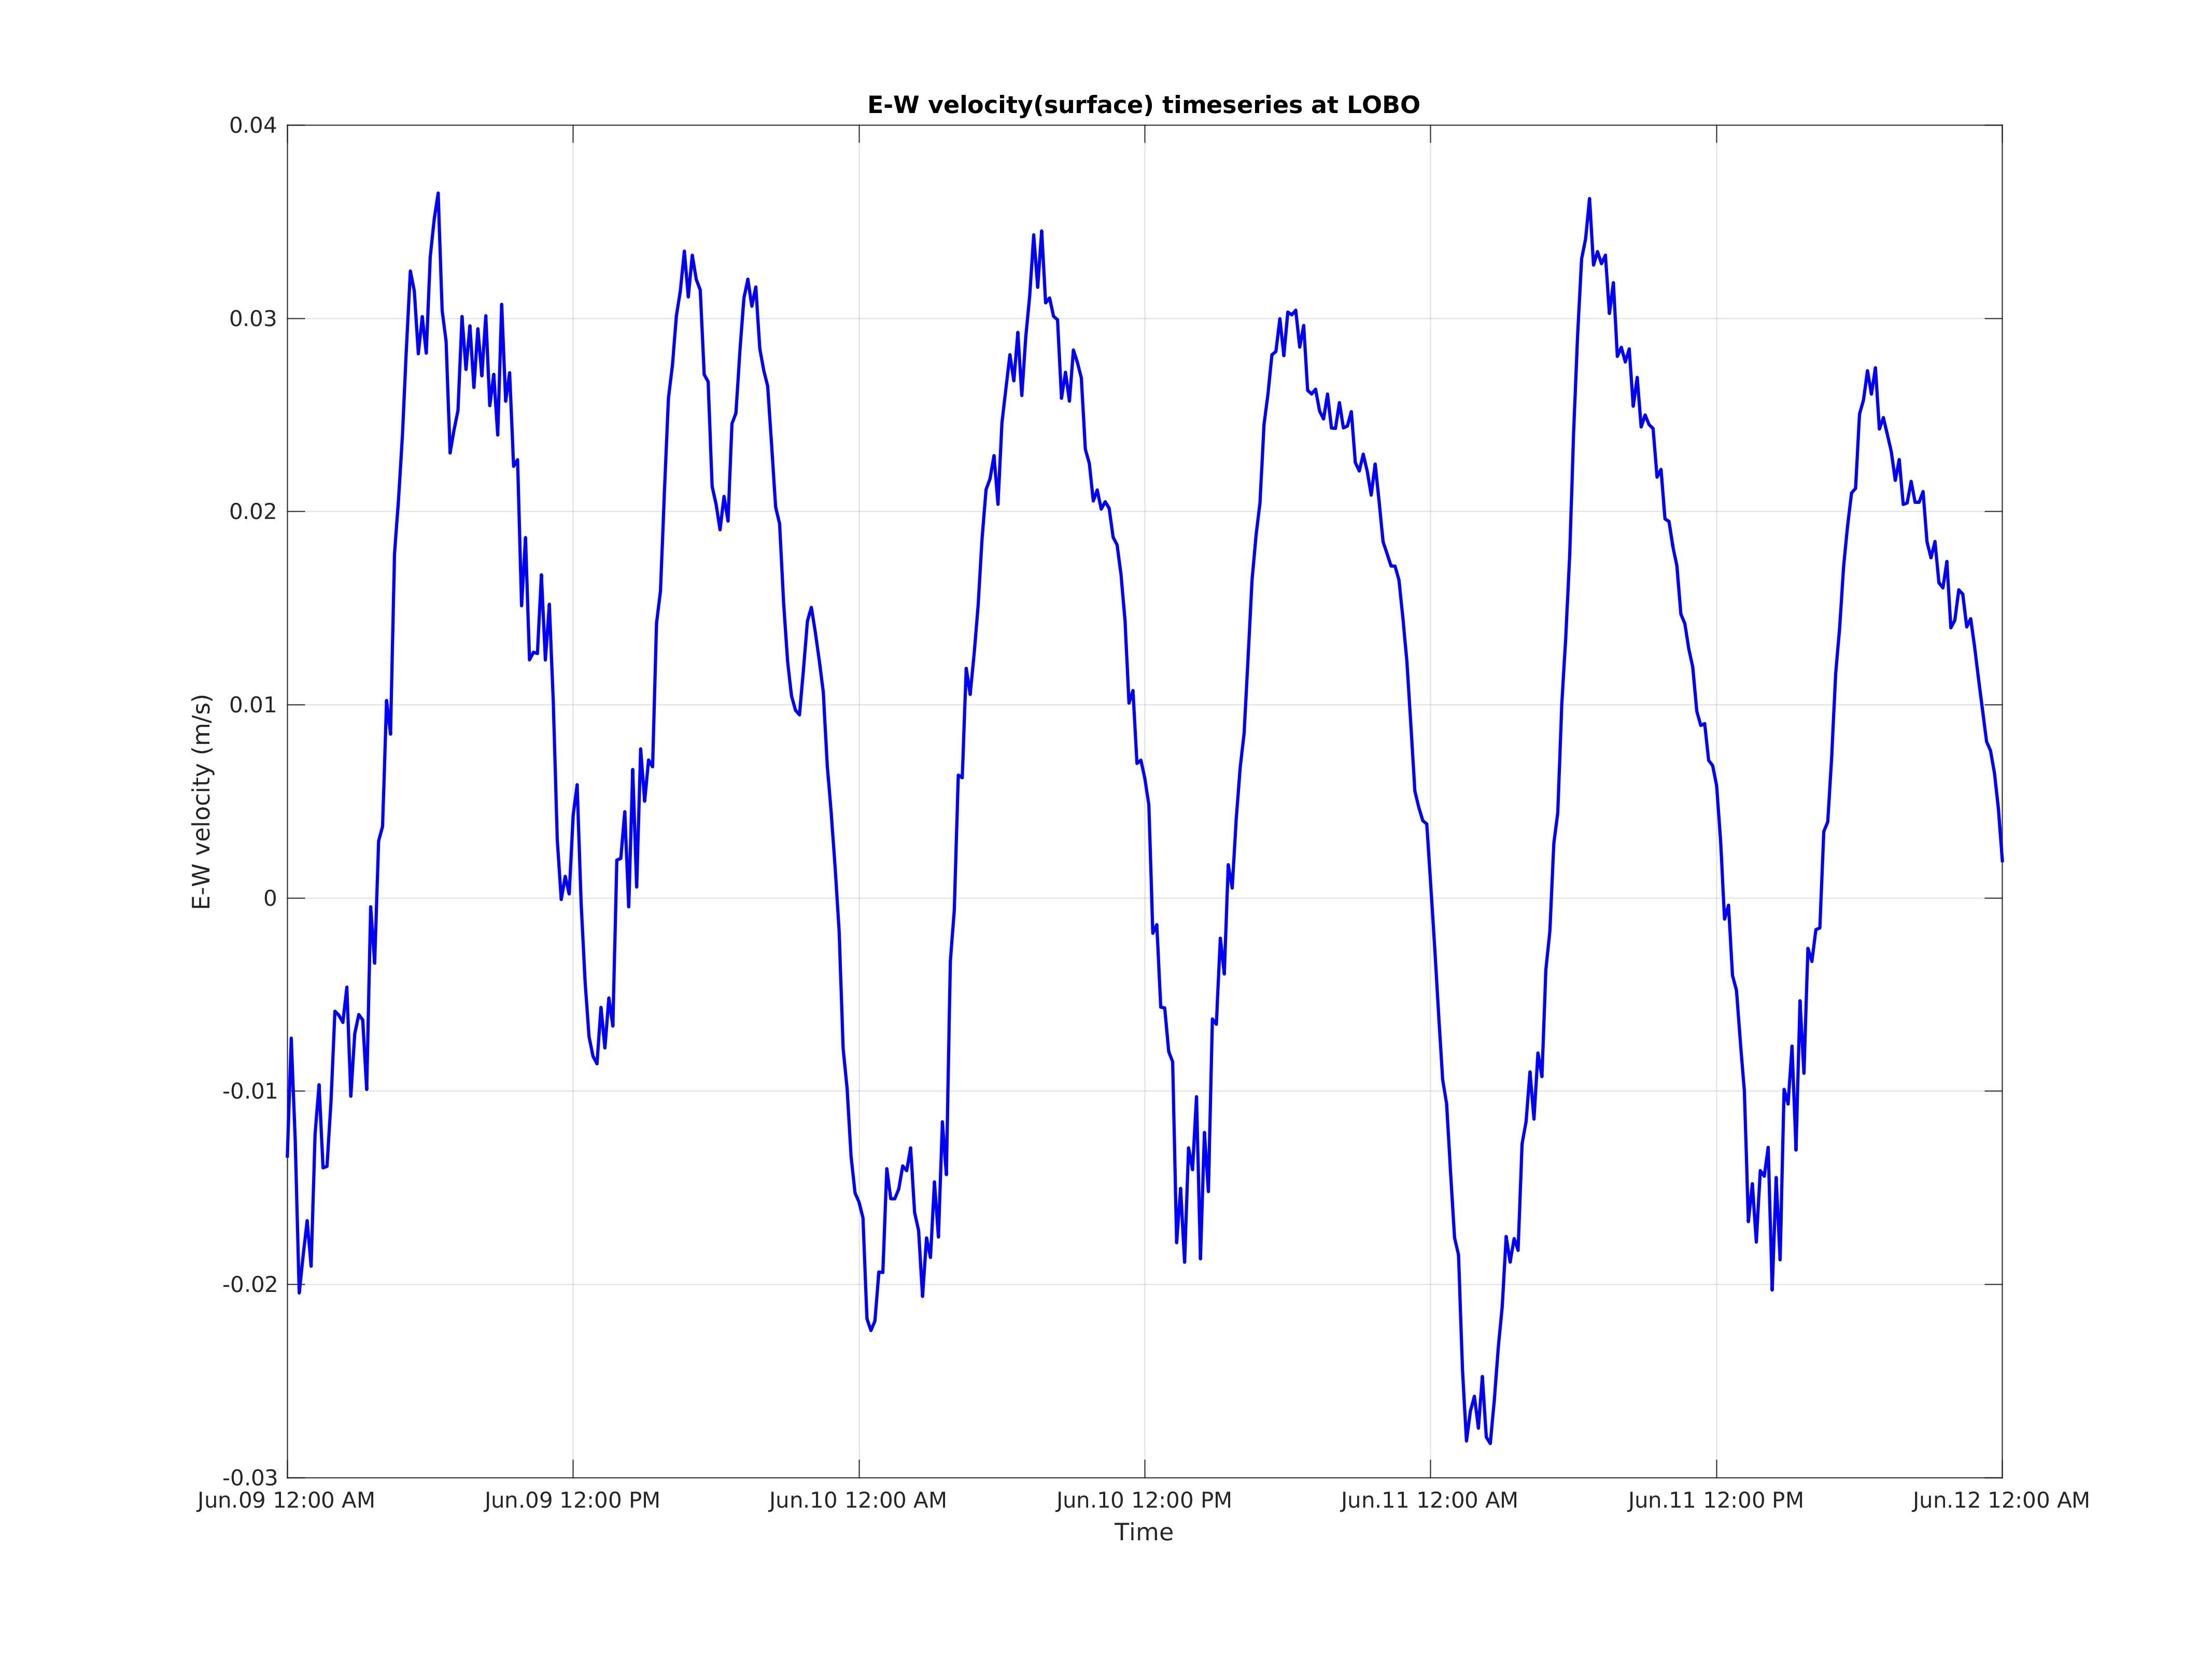 E-W velocity(surface) timeseries at LOBO
0.04
0.03
0.02
0.01
0
-0.01
-0.02
-0.03
E-W velocity (m/s)
Jun.09 12:00 AM Jun.09 12:00 PM Jun.10 12:00 AM Jun.10 12:00 PM Jun.11 12:00 AM Jun.11 12:00 PM Jun.12 12:00 AM
Time